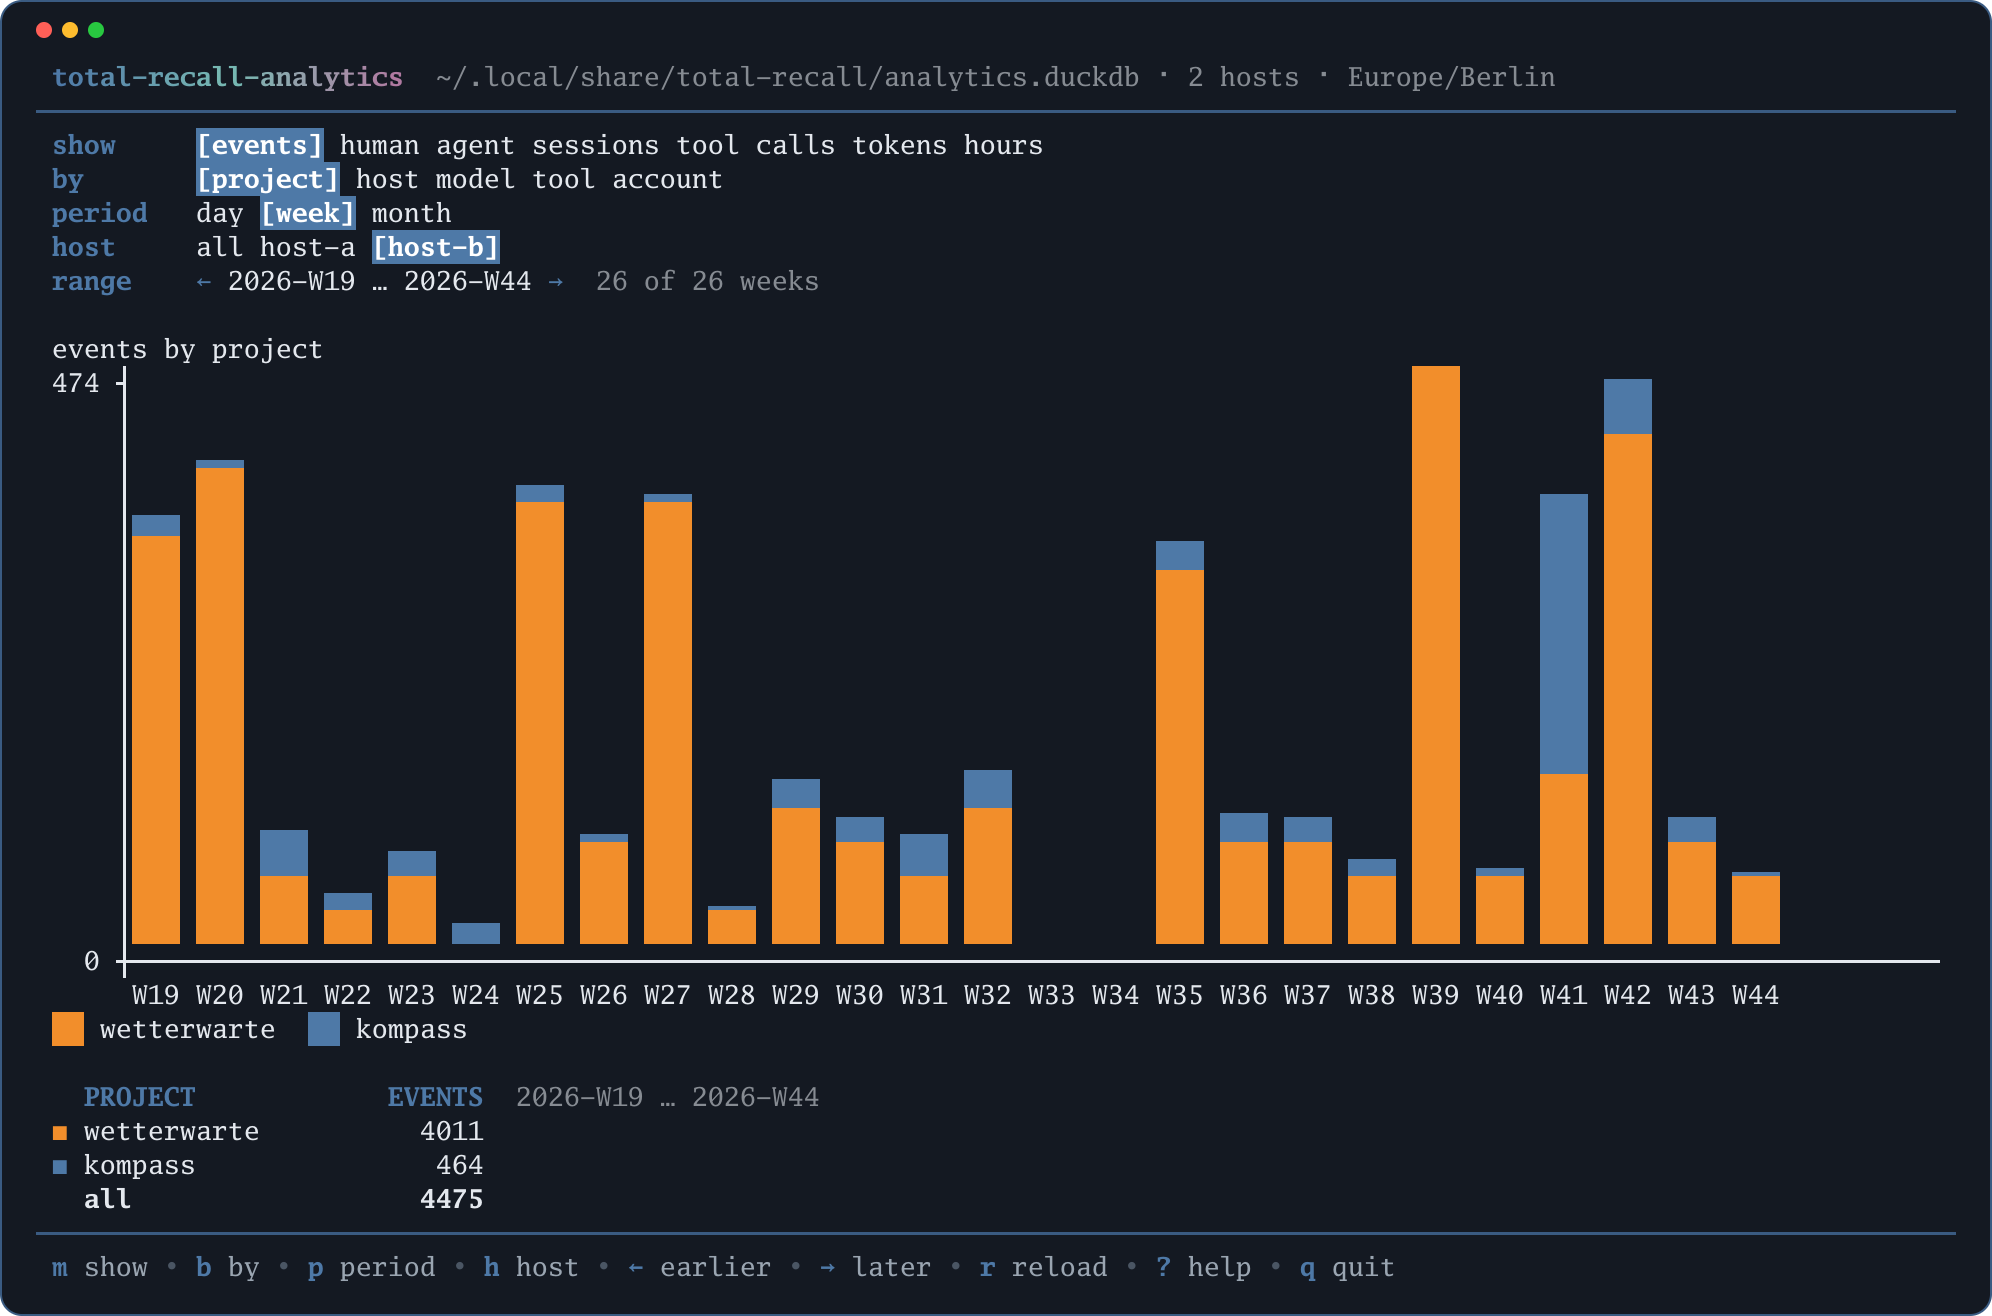 total-recall-analytics  ~/.local/share/total-recall/analytics.duckdb · 2 hosts · Europe/Berlin
show [events] human agent sessions tool calls tokens hours
by [project] host model tool account
period day [week] month
host all host-a [host-b]
range ← 2026-W19 … 2026-W44 → 26 of 26 weeks
events by project
474
0
W19 W20 W21 W22 W23 W24 W25 W26 W27 W28 W29 W30 W31 W32 W33 W34 W35 W36 W37 W38 W39 W40 W41 W42 W43 W44
wetterwarte kompass
PROJECT EVENTS 2026-W19 … 2026-W44
wetterwarte 4011
kompass 464
all 4475
m show • b by • p period • h host • ← earlier • → later • r reload • ? help • q quit